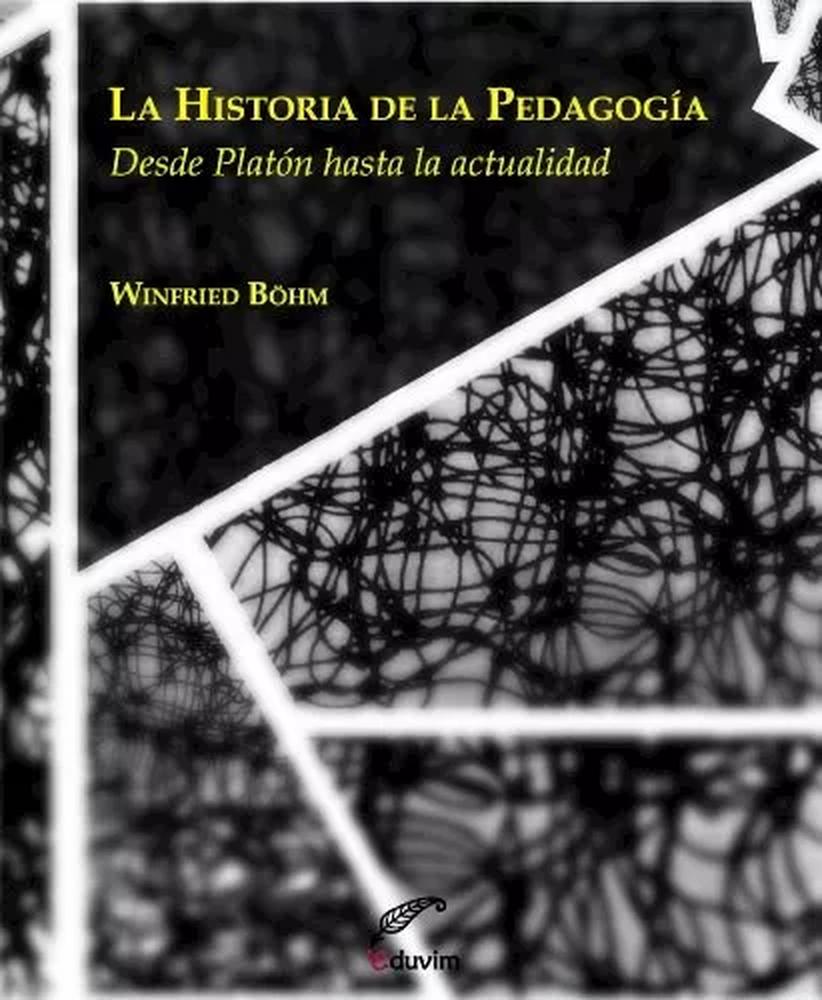 La Historia de la Pedagogía
Desde Platón hasta la actualidad
Winfried Böhm
eduvim